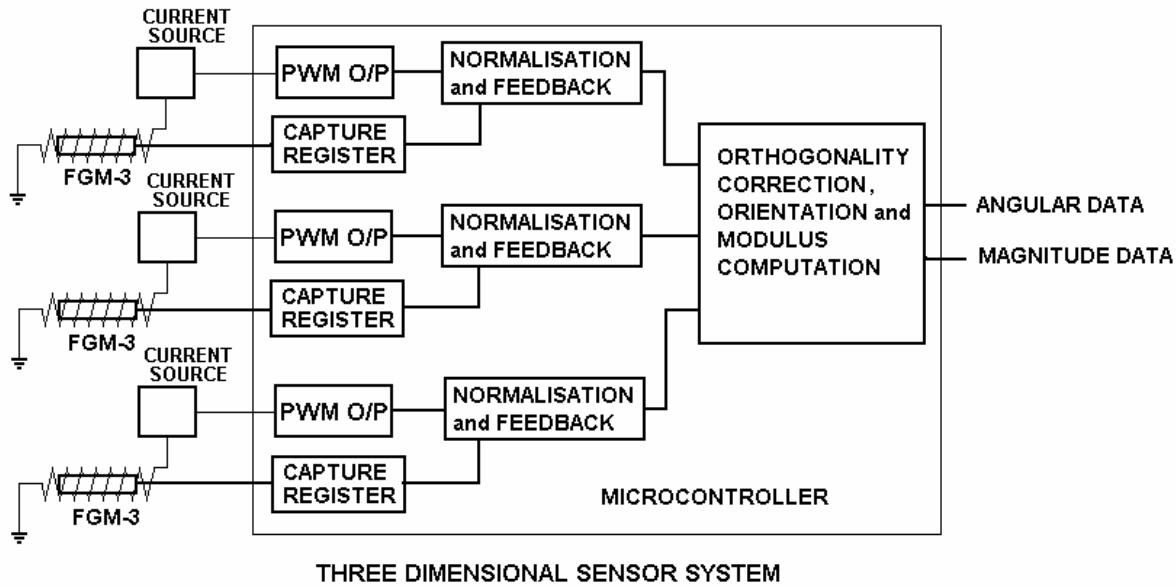 CURRENT
SOURCE
PWM O/P
NORMALISATION
and FEEDBACK
CAPTURE
REGISTER
FGM-3
CURRENT
SOURCE
PWM O/P
NORMALISATION
and FEEDBACK
CAPTURE
REGISTER
FGM-3
CURRENT
SOURCE
PWM O/P
NORMALISATION
and FEEDBACK
CAPTURE
REGISTER
FGM-3
ORTHOGONALITY
CORRECTION,
ORIENTATION and
MODULUS
COMPUTATION
ANGULAR DATA
MAGNITUDE DATA
MICROCONTROLLER
THREE DIMENSIONAL SENSOR SYSTEM